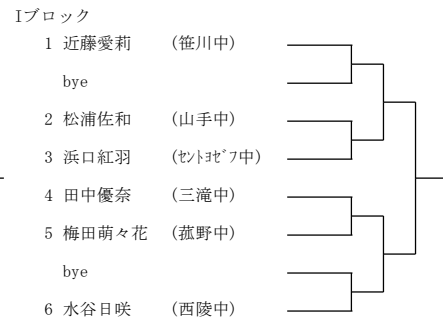 Iブロック
1 近藤愛莉 (笹川中)
bye
2 松浦佐和 (山手中)
3 浜口紅羽 (ｾﾝﾄﾖｾﾞﾌ中)
4 田中優奈 (三滝中)
5 梅田萌々花 (菰野中)
bye
6 水谷日咲 (西陵中)